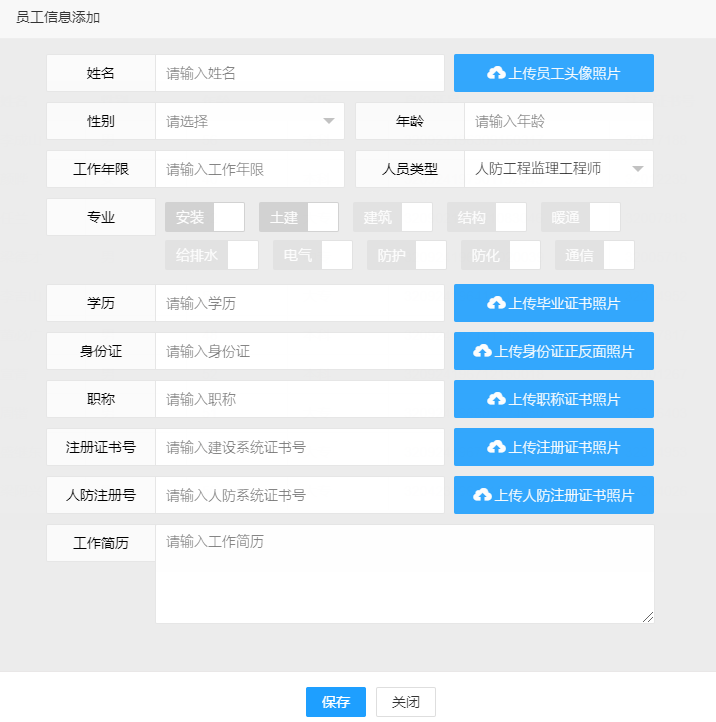 员工信息添加
姓名 请输入姓名 上传员工头像照片
性别 请选择 年龄 请输入年龄
工作年限 请输入工作年限 人员类型 人防工程监理工程师
专业 安装 土建 建筑 结构 暖通
给排水 电气 防护 防化 通信
学历 请输入学历 上传毕业证书照片
身份证 请输入身份证 上传身份证正反面照片
职称 请输入职称 上传职称证书照片
注册证书号 请输入建设系统证书号 上传注册证书照片
人防注册号 请输入人防系统证书号 上传人防注册证书照片
工作简历 请输入工作简历
保存 关闭